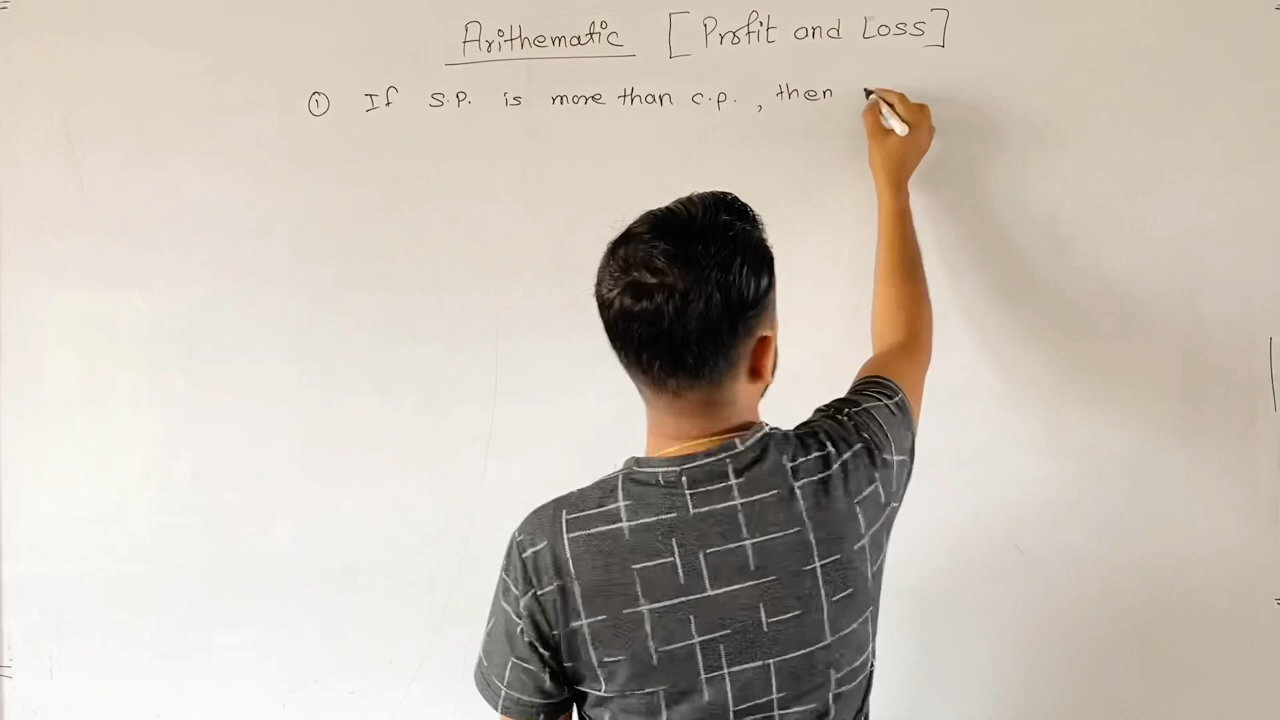 Arithematic [Profit and Loss]
① If S.P. is more than c.p., then